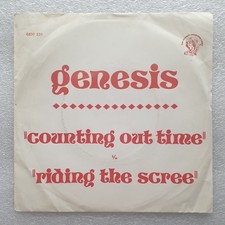 genesis
"counting out time"
"riding the scree"